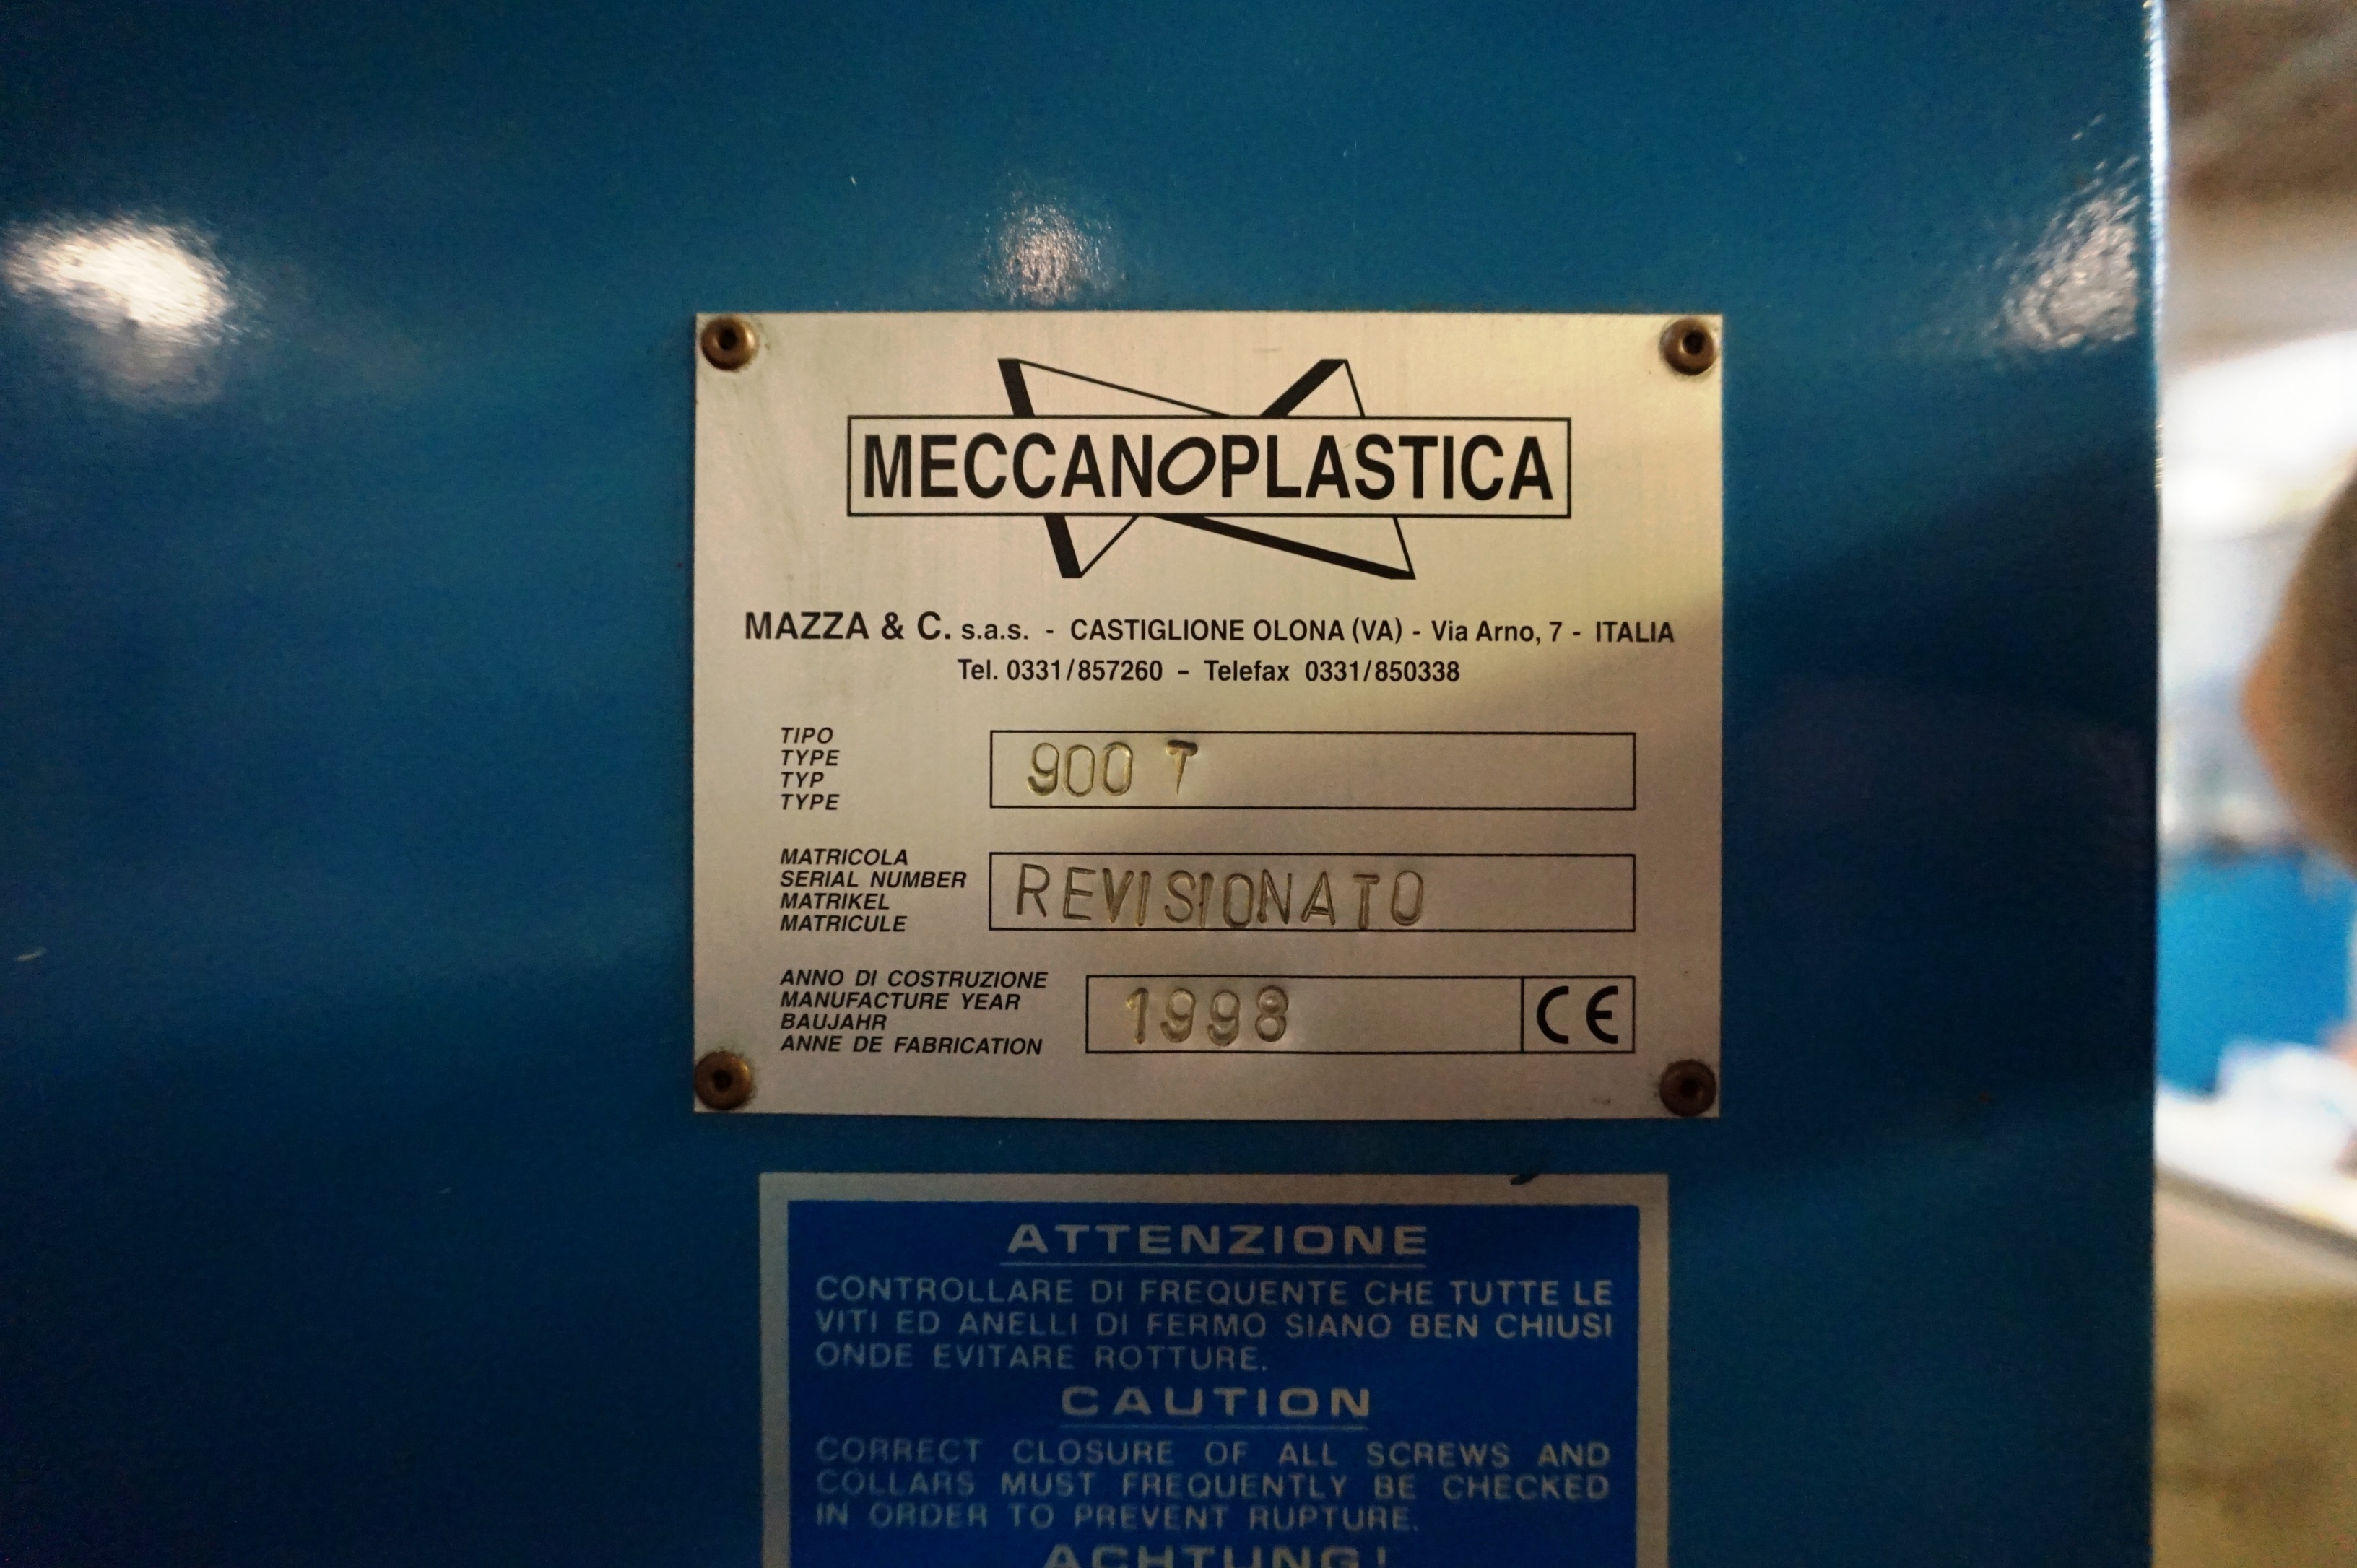 MECCANOPLASTICA
MAZZA & C. s.a.s. - CASTIGLIONE OLONA (VA) - Via Arno, 7 - ITALIA
Tel. 0331/857260 - Telefax 0331/850338
TIPO
TYPE
TYP
TYPE
900 T
MATRICOLA
SERIAL NUMBER
MATRIKEL
MATRICULE
REVISIONATO
ANNO DI COSTRUZIONE
MANUFACTURE YEAR
BAUJAHR
ANNE DE FABRICATION
1998
CE
ATTENZIONE
CONTROLLARE DI FREQUENTE CHE TUTTE LE
VITI ED ANELLI DI FERMO SIANO BEN CHIUSI
ONDE EVITARE ROTTURE.
CAUTION
CORRECT CLOSURE OF ALL SCREWS AND
COLLARS MUST FREQUENTLY BE CHECKED
IN ORDER TO PREVENT RUPTURE.
ACHTUNG!